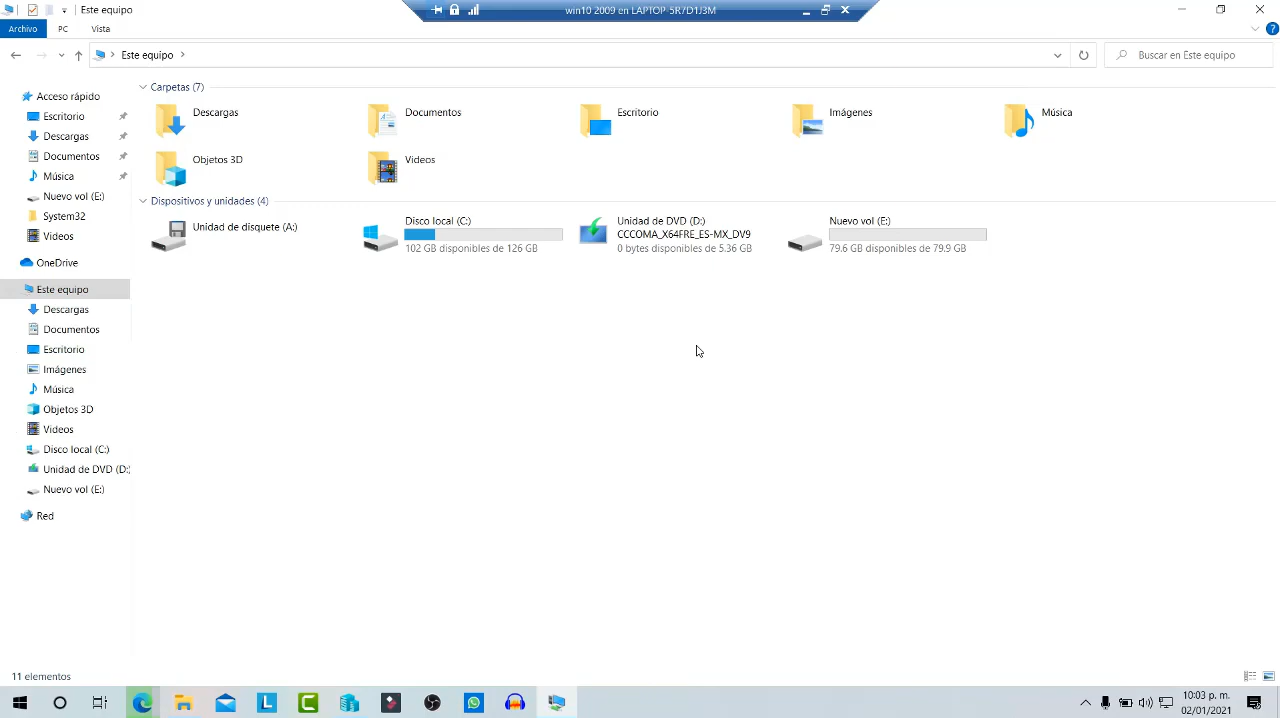 Este equipo
win10 2009 en LAPTOP-5R7D1J3M
Archivo
PC
Vista
Este equipo
Buscar en Este equipo
Acceso rápido
Escritorio
Descargas
Documentos
Música
Nuevo vol (E:)
System32
Videos
OneDrive
Este equipo
Descargas
Documentos
Escritorio
Imágenes
Música
Objetos 3D
Videos
Disco local (C:)
Unidad de DVD (D:)
Nuevo vol (E:)
Red
Carpetas (7)
Descargas
Documentos
Escritorio
Imágenes
Música
Objetos 3D
Videos
Dispositivos y unidades (4)
Unidad de disquete (A:)
Disco local (C:)
102 GB disponibles de 126 GB
Unidad de DVD (D:)
CCCOMA_X64FRE_ES-MX_DV9
0 bytes disponibles de 5.36 GB
Nuevo vol (E:)
79.6 GB disponibles de 79.9 GB
11 elementos
L
C
10:03 p. m.
02/01/2021